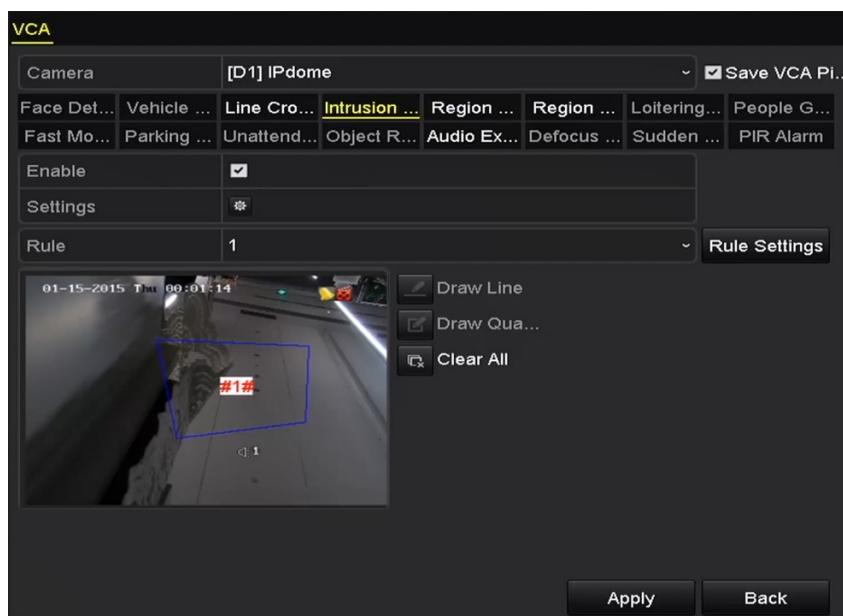 VCA
Camera [D1] IPdome Save VCA Pi..
Face Det... Vehicle ... Line Cro... Intrusion ... Region ... Region ... Loitering... People G...
Fast Mo... Parking ... Unattend... Object R... Audio Ex... Defocus ... Sudden ... PIR Alarm
Enable
Settings
Rule 1 Rule Settings
01-15-2015 Thu 00:01:14
Draw Line
Draw Qua...
Clear All
#1#
1
Apply Back